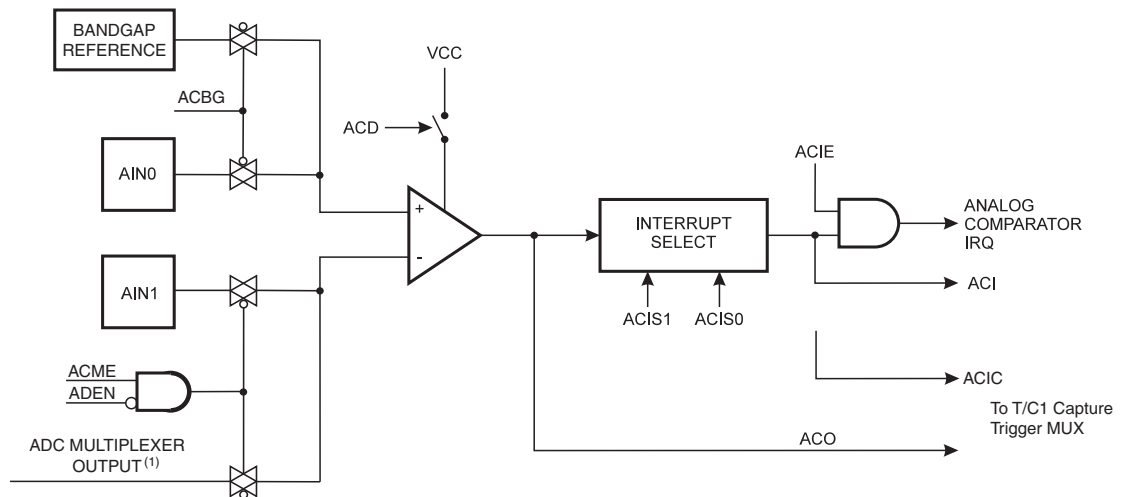 BANDGAP
REFERENCE
VCC
ACBG
ACD
AIN0
ACIE
+
-
INTERRUPT
SELECT
ANALOG
COMPARATOR
IRQ
AIN1
ACI
ACIS1
ACIS0
ACME
ADEN
ACIC
To T/C1 Capture
Trigger MUX
ACO
ADC MULTIPLEXER
OUTPUT (1)